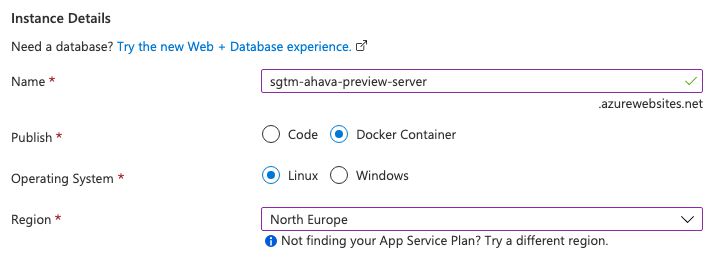 Instance Details
Need a database? Try the new Web + Database experience.
Name * sgtm-ahava-preview-server
.azurewebsites.net
Publish * Code Docker Container
Operating System * Linux Windows
Region * North Europe
Not finding your App Service Plan? Try a different region.